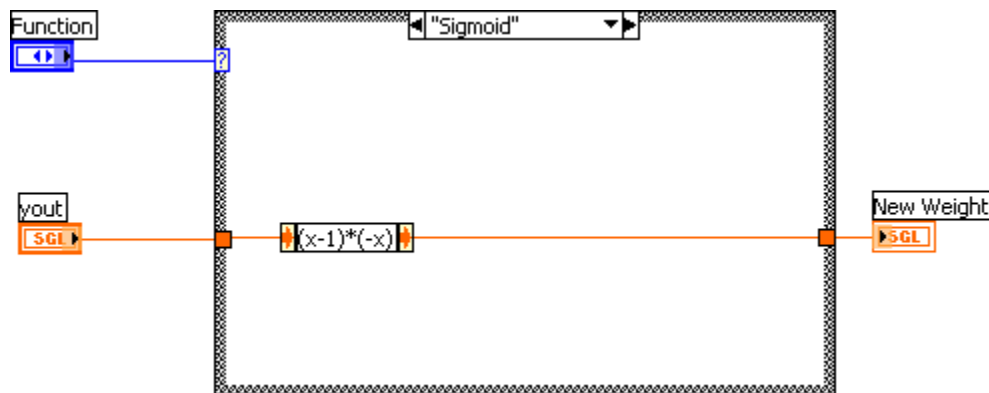 Function
"Sigmoid"
?
yout
SGL
(x-1)*(-x)
New Weight
SGL